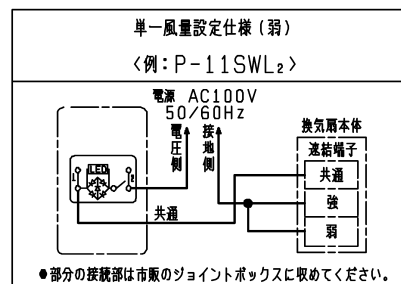 単一風量設定仕様（弱）
〈例：P-11SWL₂〉
電源 AC100V
50/60Hz
電圧側
接地側
換気扇本体
速結端子
共通
強
弱
LED
1
2
共通
●部分の接続部は市販のジョイントボックスに収めてください。